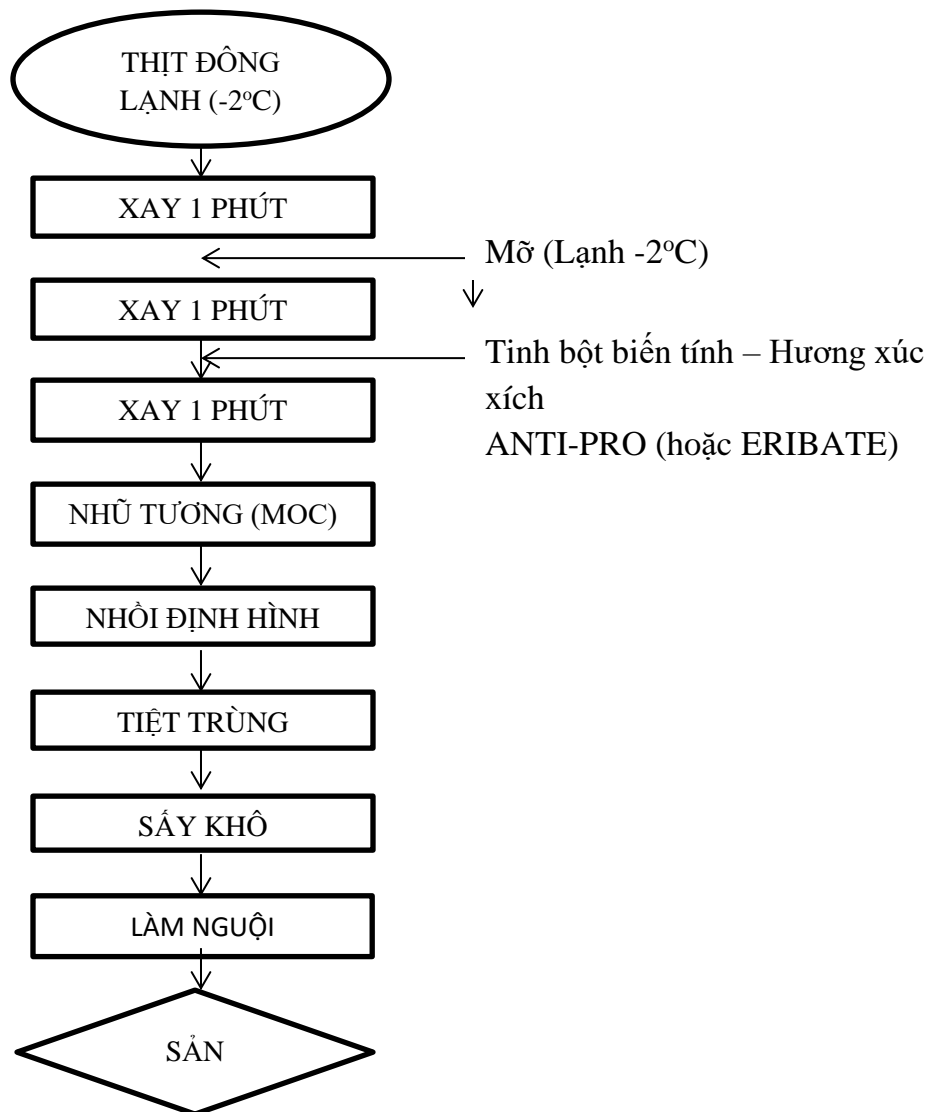 THỊT ĐÔNG
LẠNH (-2°C)
XAY 1 PHÚT
Mỡ (Lạnh -2°C)
XAY 1 PHÚT
Tinh bột biến tính – Hương xúc
xích
XAY 1 PHÚT
ANTI-PRO (hoặc ERIBATE)
NHŨ TƯƠNG (MOC)
NHỒI ĐỊNH HÌNH
TIỆT TRÙNG
SẤY KHÔ
LÀM NGUỘI
SẢN